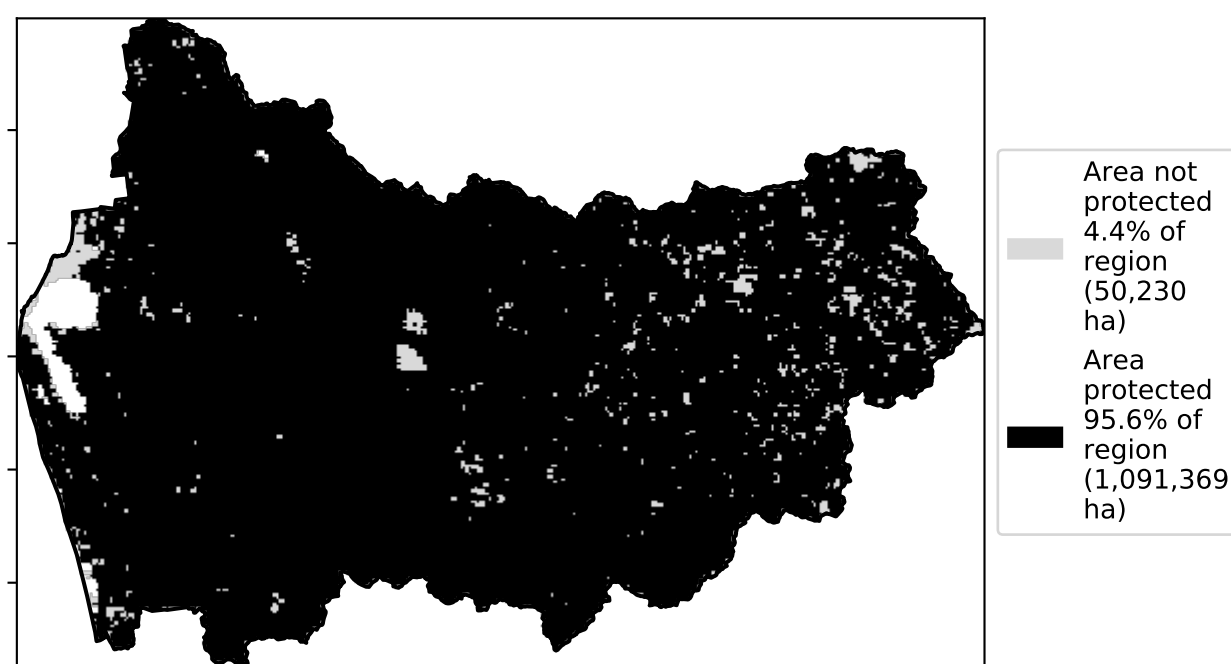 Area not
protected
4.4% of
region
(50,230
ha)
Area
protected
95.6% of
region
(1,091,369
ha)